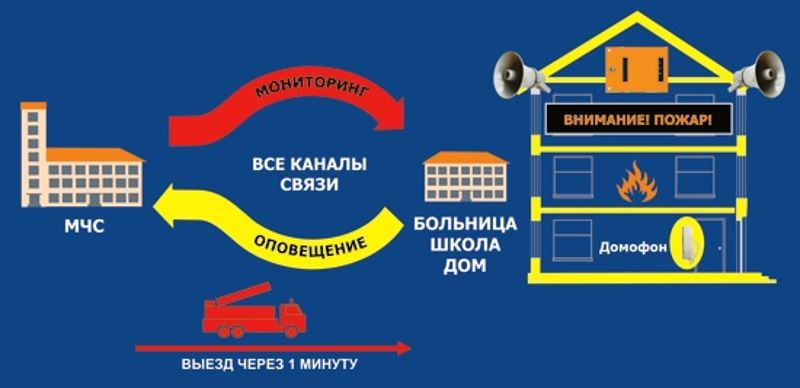 МОНИТОРИНГ
ВНИМАНИЕ! ПОЖАР!
ВСЕ КАНАЛЫ
СВЯЗИ
МЧС
ОПОВЕЩЕНИЕ
БОЛЬНИЦА
ШКОЛА
ДОМ
Домофон
ВЫЕЗД ЧЕРЕЗ 1 МИНУТУ